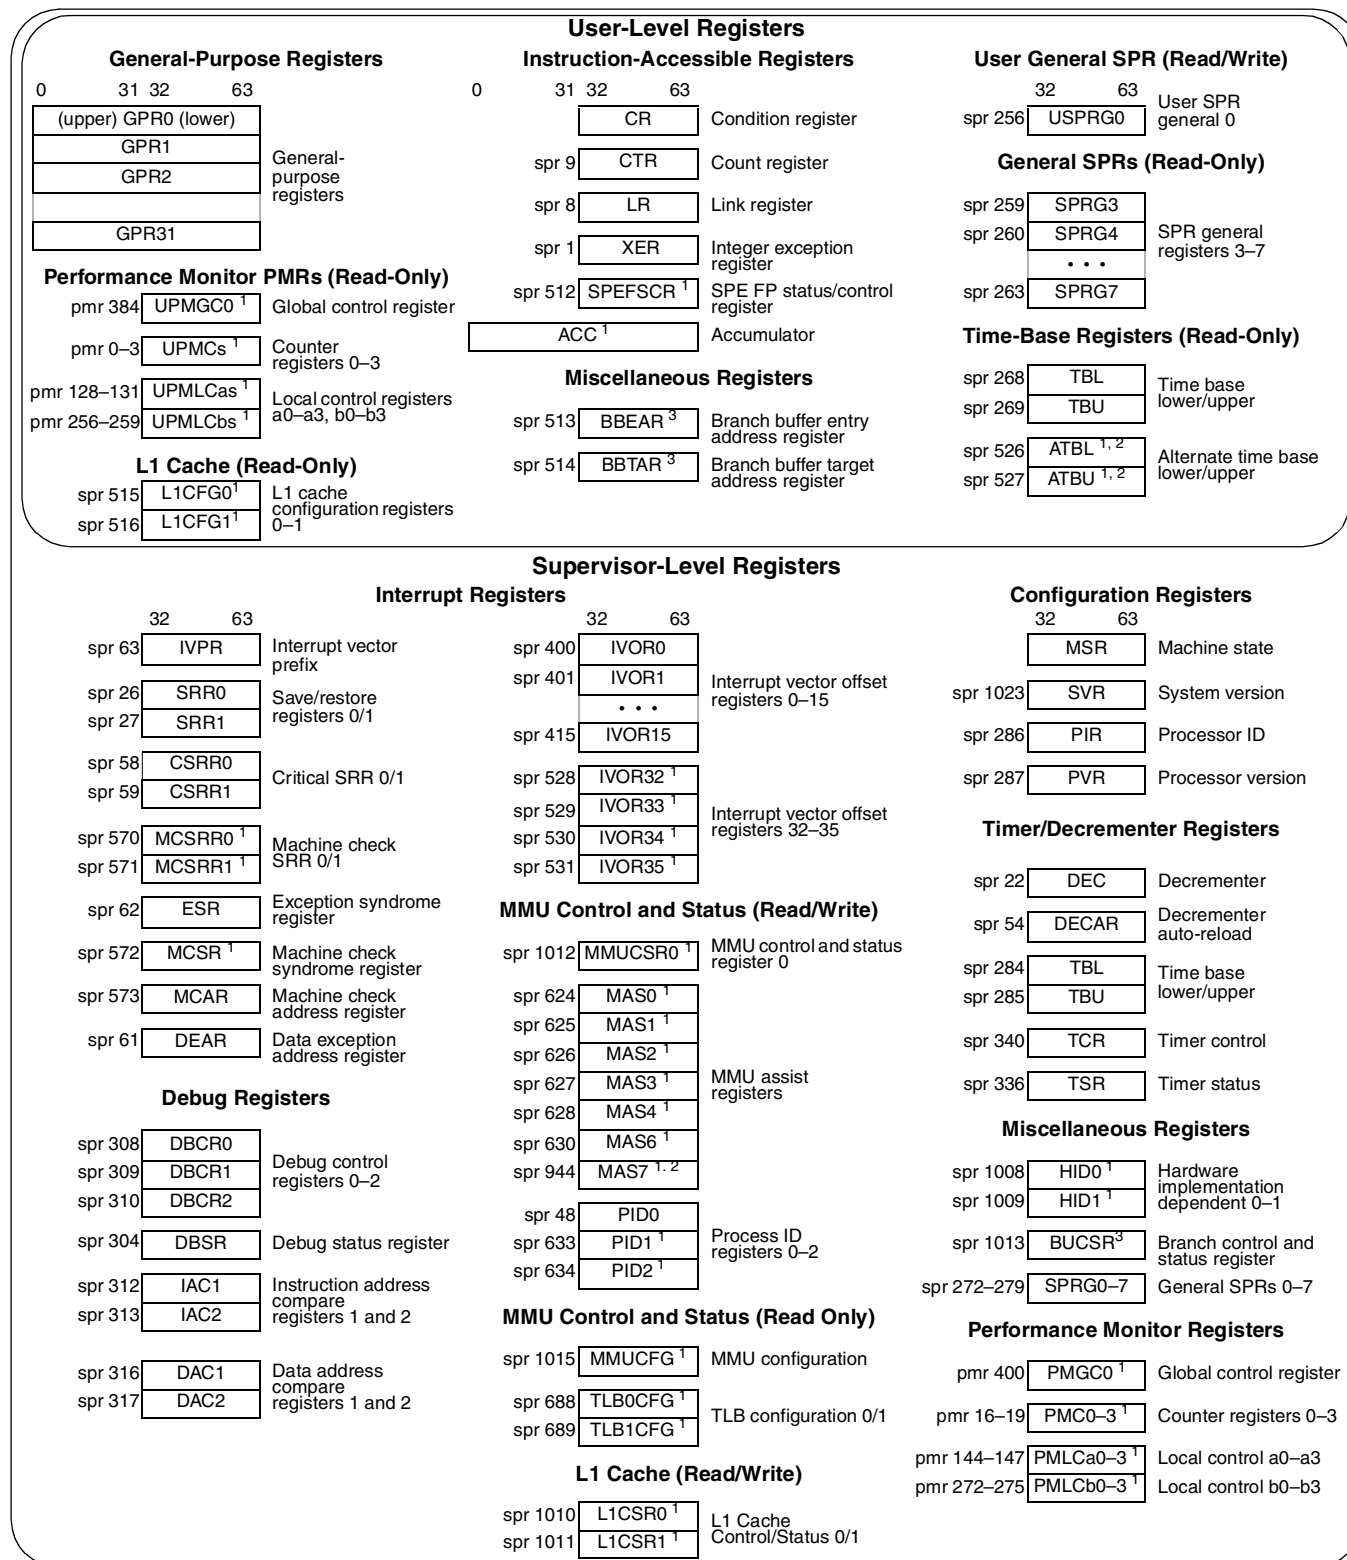 User-Level Registers
General-Purpose Registers
0 31 32 63
(upper) GPR0 (lower)
GPR1
GPR2
GPR31
General-
purpose
registers
Performance Monitor PMRs (Read-Only)
pmr 384 UPMGC0 1 Global control register
pmr 0–3 UPMCs 1 Counter
registers 0–3
pmr 128–131 UPMLCas 1 Local control registers
pmr 256–259 UPMLCbs 1 a0–a3, b0–b3
L1 Cache (Read-Only)
spr 515 L1CFG0 1 L1 cache
configuration registers
spr 516 L1CFG1 1 0–1
Instruction-Accessible Registers
0 31 32 63
CR Condition register
spr 9 CTR Count register
spr 8 LR Link register
spr 1 XER Integer exception
register
spr 512 SPEFSCR 1 SPE FP status/control
register
ACC 1 Accumulator
Miscellaneous Registers
spr 513 BBEAR 3 Branch buffer entry
address register
spr 514 BBTAR 3 Branch buffer target
address register
User General SPR (Read/Write)
32 63
spr 256 USPRG0 User SPR
general 0
General SPRs (Read-Only)
spr 259 SPRG3
spr 260 SPRG4 SPR general
registers 3–7
• • •
spr 263 SPRG7
Time-Base Registers (Read-Only)
spr 268 TBL Time base
spr 269 TBU lower/upper
spr 526 ATBL 1, 2 Alternate time base
spr 527 ATBU 1, 2 lower/upper
Supervisor-Level Registers
Interrupt Registers
32 63
spr 63 IVPR Interrupt vector
prefix
spr 26 SRR0 Save/restore
spr 27 SRR1 registers 0/1
spr 58 CSRR0 Critical SRR 0/1
spr 59 CSRR1
spr 570 MCSRR0 1 Machine check
spr 571 MCSRR1 1 SRR 0/1
spr 62 ESR Exception syndrome
register
spr 572 MCSR 1 Machine check
syndrome register
spr 573 MCAR Machine check
address register
spr 61 DEAR Data exception
address register
Debug Registers
spr 308 DBCR0
spr 309 DBCR1 Debug control
registers 0–2
spr 310 DBCR2
spr 304 DBSR Debug status register
spr 312 IAC1 Instruction address
compare
spr 313 IAC2 registers 1 and 2
spr 316 DAC1 Data address
compare
spr 317 DAC2 registers 1 and 2
32 63
spr 400 IVOR0
spr 401 IVOR1 Interrupt vector offset
registers 0–15
• • •
spr 415 IVOR15
spr 528 IVOR32 1
spr 529 IVOR33 1 Interrupt vector offset
spr 530 IVOR34 1 registers 32–35
spr 531 IVOR35 1
MMU Control and Status (Read/Write)
spr 1012 MMUCSR0 1 MMU control and status
register 0
spr 624 MAS0 1
spr 625 MAS1 1
spr 626 MAS2 1
spr 627 MAS3 1 MMU assist
registers
spr 628 MAS4 1
spr 630 MAS6 1
spr 944 MAS7 1. 2
spr 48 PID0
spr 633 PID1 1 Process ID
registers 0–2
spr 634 PID2 1
MMU Control and Status (Read Only)
spr 1015 MMUCFG 1 MMU configuration
spr 688 TLB0CFG 1 TLB configuration 0/1
spr 689 TLB1CFG 1
L1 Cache (Read/Write)
spr 1010 L1CSR0 1 L1 Cache
spr 1011 L1CSR1 1 Control/Status 0/1
Configuration Registers
32 63
MSR Machine state
spr 1023 SVR System version
spr 286 PIR Processor ID
spr 287 PVR Processor version
Timer/Decrementer Registers
spr 22 DEC Decrementer
spr 54 DECAR Decrementer
auto-reload
spr 284 TBL Time base
spr 285 TBU lower/upper
spr 340 TCR Timer control
spr 336 TSR Timer status
Miscellaneous Registers
spr 1008 HID0 1 Hardware
implementation
spr 1009 HID1 1 dependent 0–1
spr 1013 BUCSR 3 Branch control and
status register
spr 272–279 SPRG0–7 General SPRs 0–7
Performance Monitor Registers
pmr 400 PMGC0 1 Global control register
pmr 16–19 PMC0–3 1 Counter registers 0–3
pmr 144–147 PMLCa0–3 1 Local control a0–a3
pmr 272–275 PMLCb0–3 1 Local control b0–b3